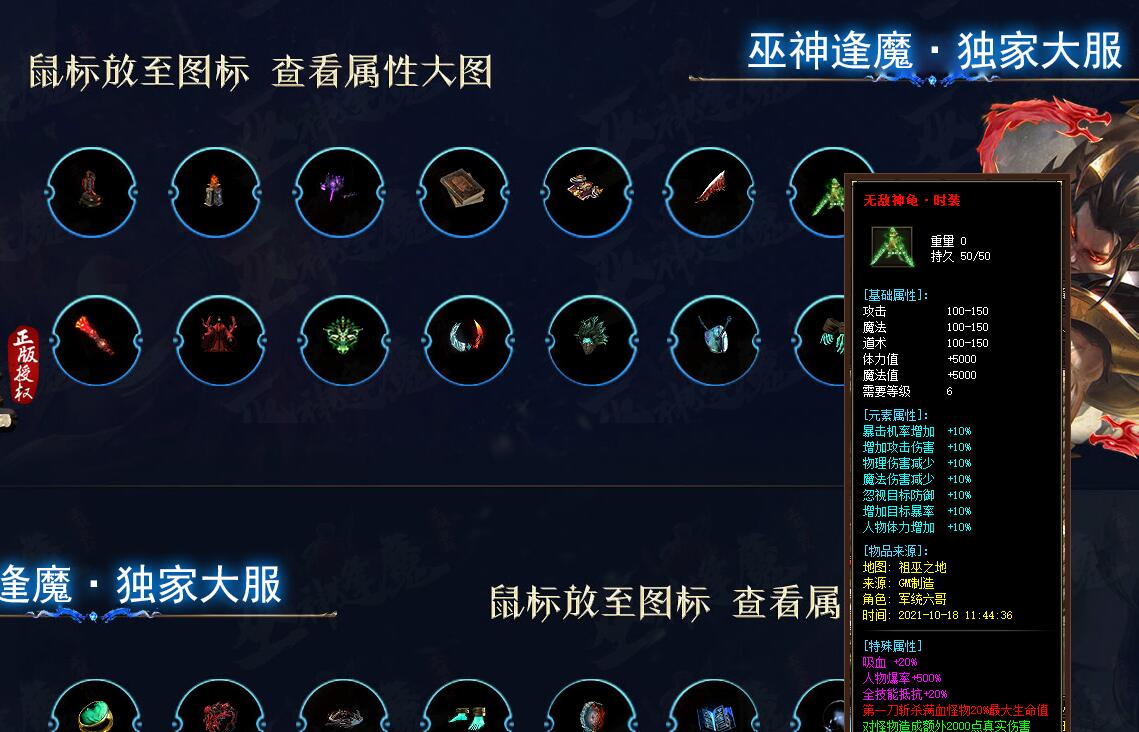 巫神逢魔·独家大服
鼠标放至图标 查看属性大图
正版授权
无敌神龟·时装
重量 0
持久 50/50
[基础属性]:
攻击 100-150
魔法 100-150
道术 100-150
体力值 +5000
魔法值 +5000
需要等级 6
[元素属性]:
暴击机率增加 +10%
增加攻击伤害 +10%
物理伤害减少 +10%
魔法伤害减少 +10%
忽视目标防御 +10%
增加目标暴率 +10%
人物体力增加 +10%
[物品来源]:
地图: 祖巫之地
来源: GM制造
角色: 军统六哥
时间: 2021-10-18 11:44:36
[特殊属性]
吸血 +20%
人物爆率+500%
全技能抵抗+20%
第一刀斩杀满血怪物20%最大生命值
对怪物造成额外2000点真实伤害
逢魔·独家大服
鼠标放至图标 查看属